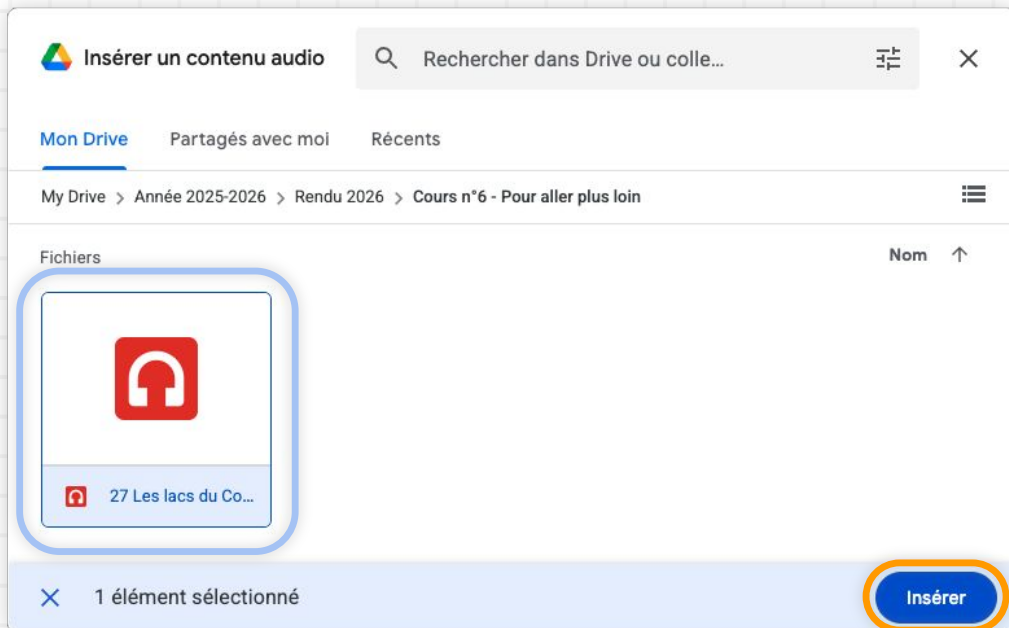 Insérer un contenu audio
Rechercher dans Drive ou colle…
Mon Drive Partagés avec moi Récents
My Drive > Année 2025-2026 > Rendu 2026 > Cours n°6 - Pour aller plus loin
Fichiers
Nom ↑
27 Les lacs du Co…
1 élément sélectionné
Insérer